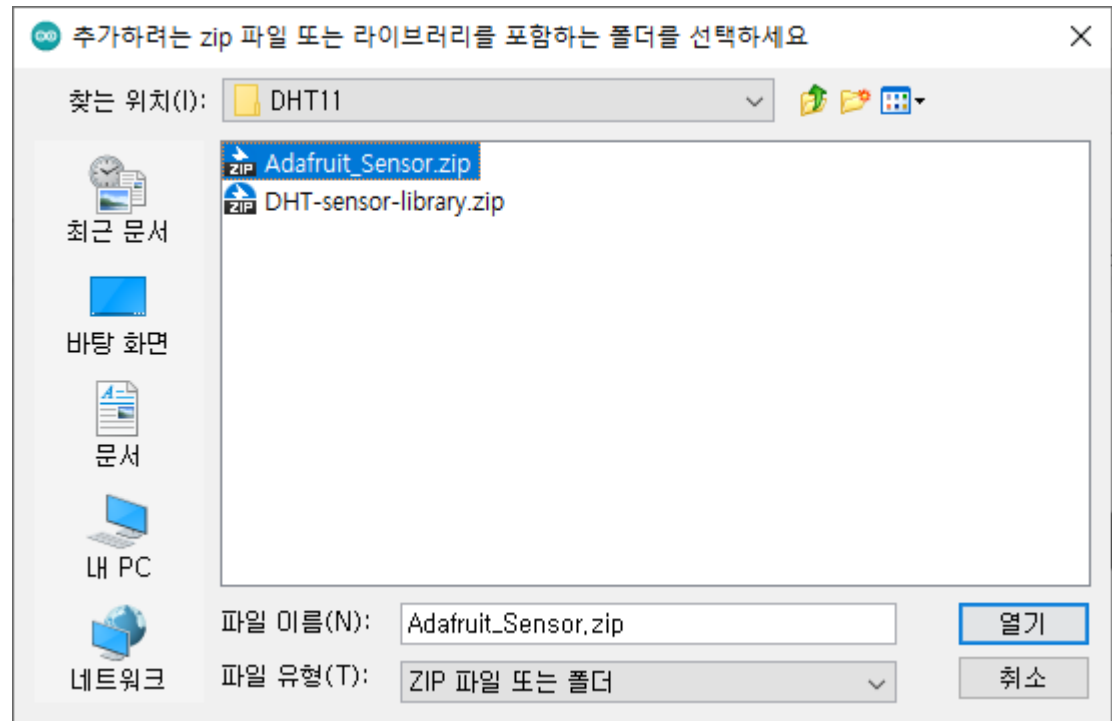 추가하려는 zip 파일 또는 라이브러리를 포함하는 폴더를 선택하세요
찾는 위치(I): DHT11
ZIP Adafruit_Sensor.zip
ZIP DHT-sensor-library.zip
최근 문서
바탕 화면
문서
내 PC
네트워크
파일 이름(N): Adafruit_Sensor.zip 열기
파일 유형(T): ZIP 파일 또는 폴더 취소